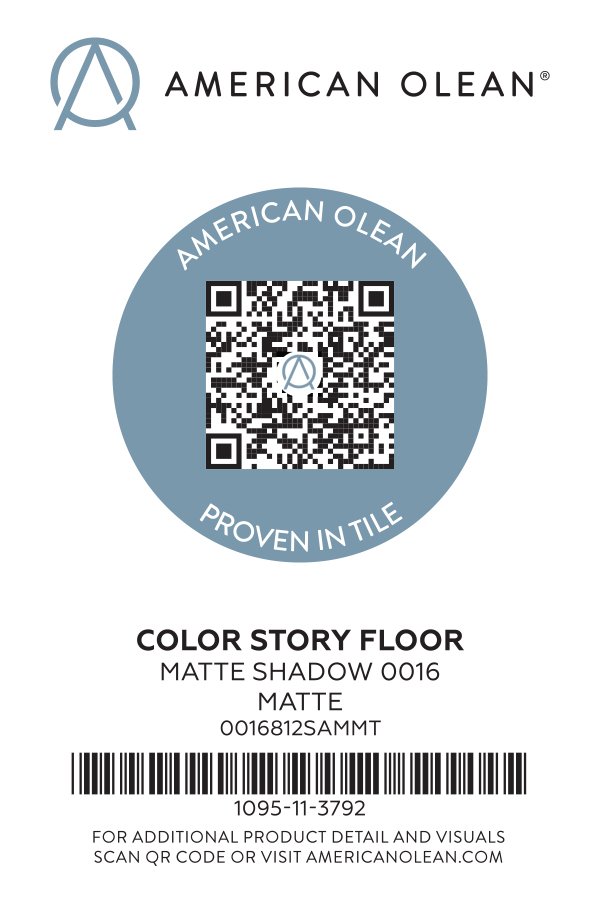 AMERICAN OLEAN®
AMERICAN OLEAN
PROVEN IN TILE
COLOR STORY FLOOR
MATTE SHADOW 0016
MATTE
0016812SAMMT
1095-11-3792
FOR ADDITIONAL PRODUCT DETAIL AND VISUALS
SCAN QR CODE OR VISIT AMERICANOLEAN.COM